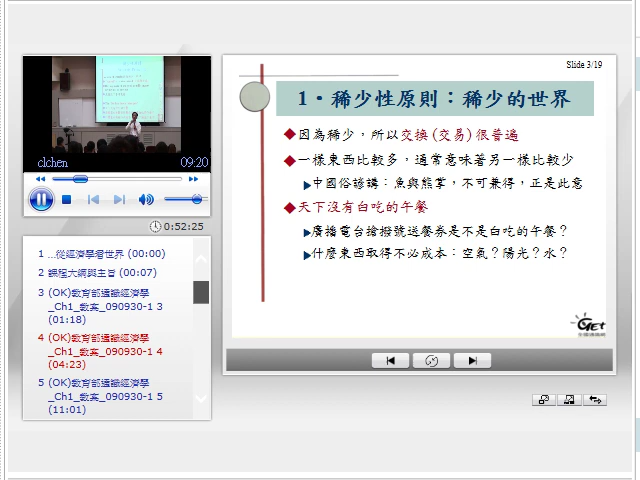 clchen 09:20
0:52:25
1 ...從經濟學看世界 (00:00)
2 課程大綱與主旨 (00:07)
3 (OK)教育部通識經濟學
_Ch1_教案_090930-1 3
(01:18)
4 (OK)教育部通識經濟學
_Ch1_教案_090930-1 4
(04:23)
5 (OK)教育部通識經濟學
_Ch1_教案_090930-1 5
(11:01)
Slide 3/19
1‧稀少性原則：稀少的世界
因為稀少，所以交換(交易)很普遍
一樣東西比較多，通常意味著另一樣比較少
中國俗諺講：魚與熊掌，不可兼得，正是此意
天下沒有白吃的午餐
廣播電台搶撥號送餐券是不是白吃的午餐？
什麼東西取得不必成本：空氣？陽光？水？
GET